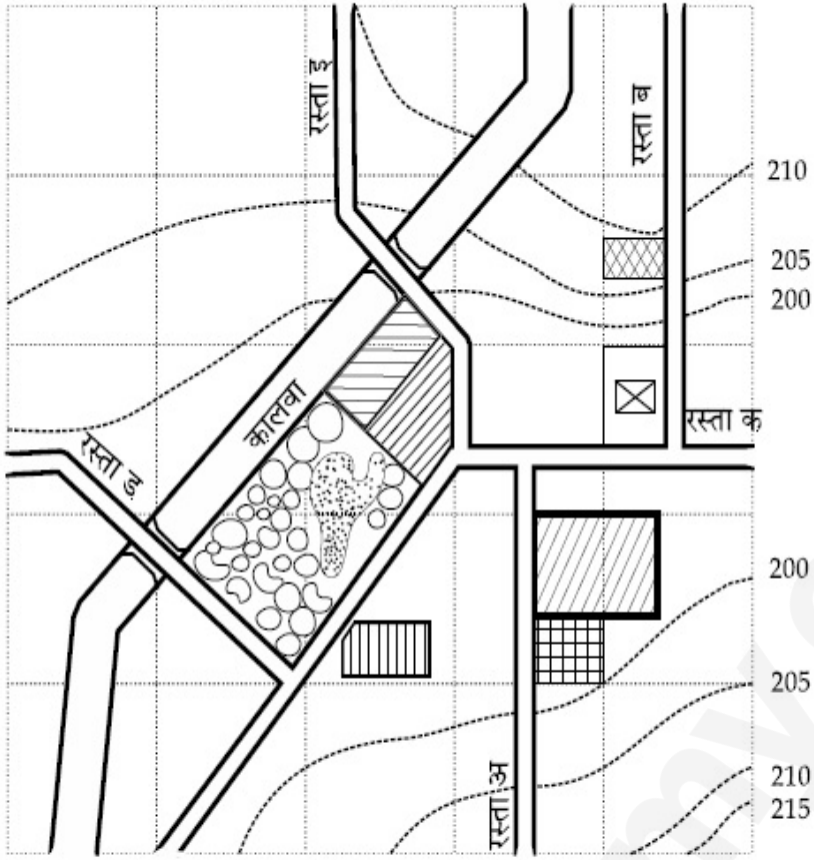 रस्ता इ
रस्ता ब
210
205
200
कालवा
रस्ता क
रस्ता ड
200
205
210
215
रस्ता अ